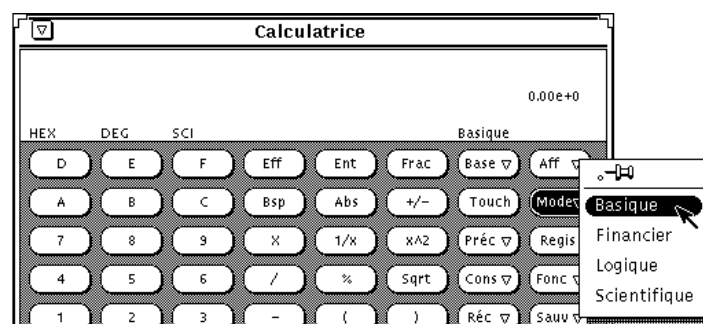 Calculatrice
0.00e+0
HEX DEG SCI Basique
D E F Eff Ent Frac Base Aff
A B C Bsp Abs +/- Touch Mode
7 8 9 X 1/x x^2 Préc Regis
4 5 6 / % Sqrt Cons Fonc
1 2 3 - ( ) Réc Sauv
Basique
Financier
Logique
Scientifique